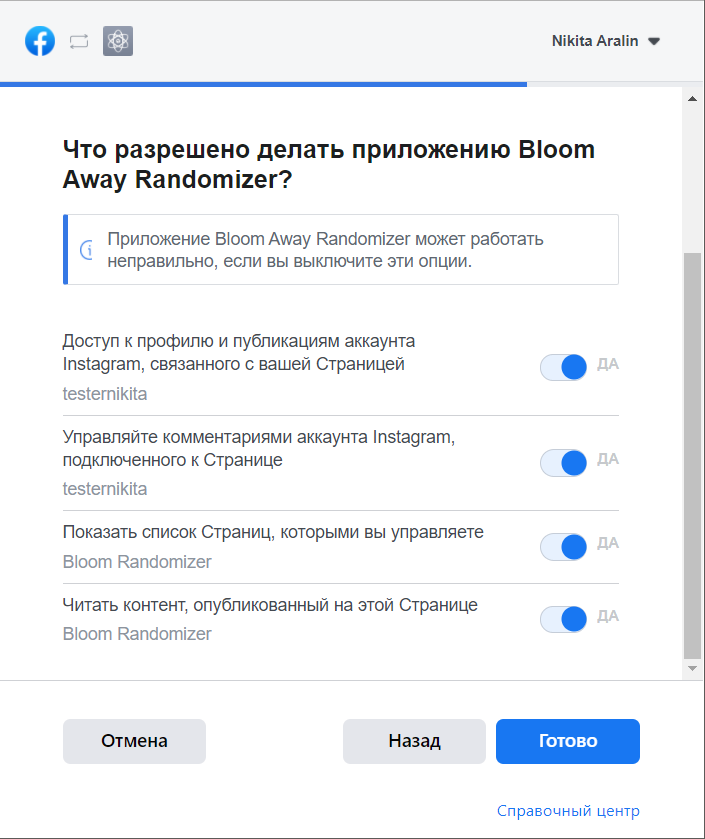 Nikita Aralin
Что разрешено делать приложению Bloom
Away Randomizer?
Приложение Bloom Away Randomizer может работать
неправильно, если вы выключите эти опции.
Доступ к профилю и публикациям аккаунта
Instagram, связанного с вашей Страницей
ДА
testernikita
Управляйте комментариями аккаунта Instagram,
подключенного к Странице
ДА
testernikita
Показать список Страниц, которыми вы управляете
ДА
Bloom Randomizer
Читать контент, опубликованный на этой Странице
ДА
Bloom Randomizer
Отмена
Назад
Готово
Справочный центр